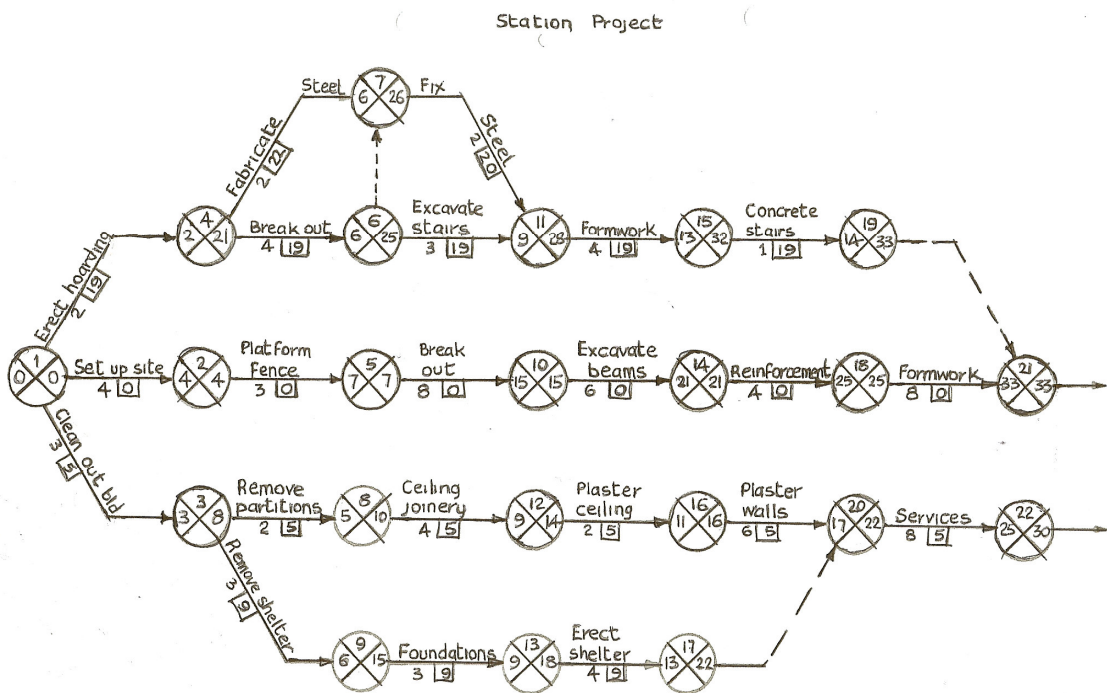 Station Project
7
6 26
Steel
Fix
Fabricate
2 22
Steel
2 20
4
2 21
Break out
4 19
6
6 25
Excavate
stairs
3 19
11
9 28
Formwork
4 19
15
13 32
Concrete
stairs
1 19
19
14 33
Erect hoarding
2 19
1
0 0
Set up site
4 0
2
4 4
Platform
fence
3 0
5
7 7
Break
out
8 0
10
15 15
Excavate
beams
6 0
14
21 21
Reinforcement
4 0
18
25 25
Formwork
8 0
21
33 33
Clean out bld
3 5
3
3 8
Remove
partitions
2 5
8
5 10
Ceiling
joinery
4 5
12
9 14
Plaster
ceiling
2 5
16
11 16
Plaster
walls
6 5
20
17 22
Services
8 5
22
25 30
Remove shelter
3 9
9
6 15
Foundations
3 9
13
9 18
Erect
shelter
4 9
17
13 22